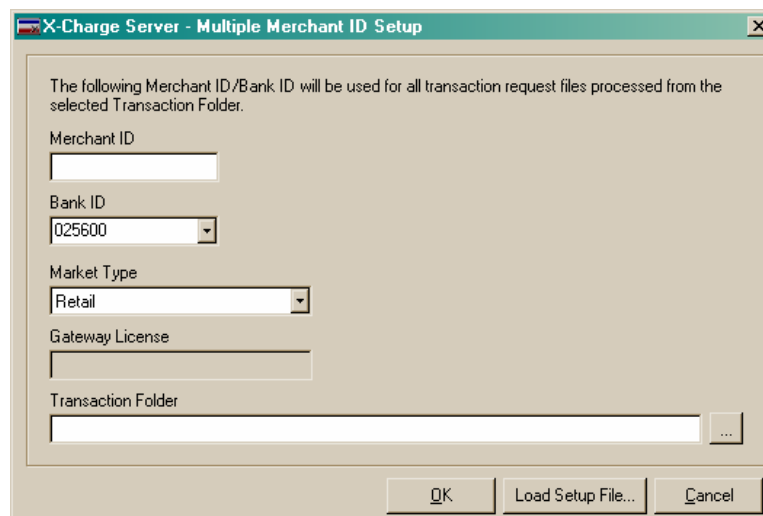 X-Charge Server - Multiple Merchant ID Setup
The following Merchant ID/Bank ID will be used for all transaction request files processed from the
selected Transaction Folder.
Merchant ID
Bank ID
025600
Market Type
Retail
Gateway License
Transaction Folder
...
OK
Load Setup File...
Cancel